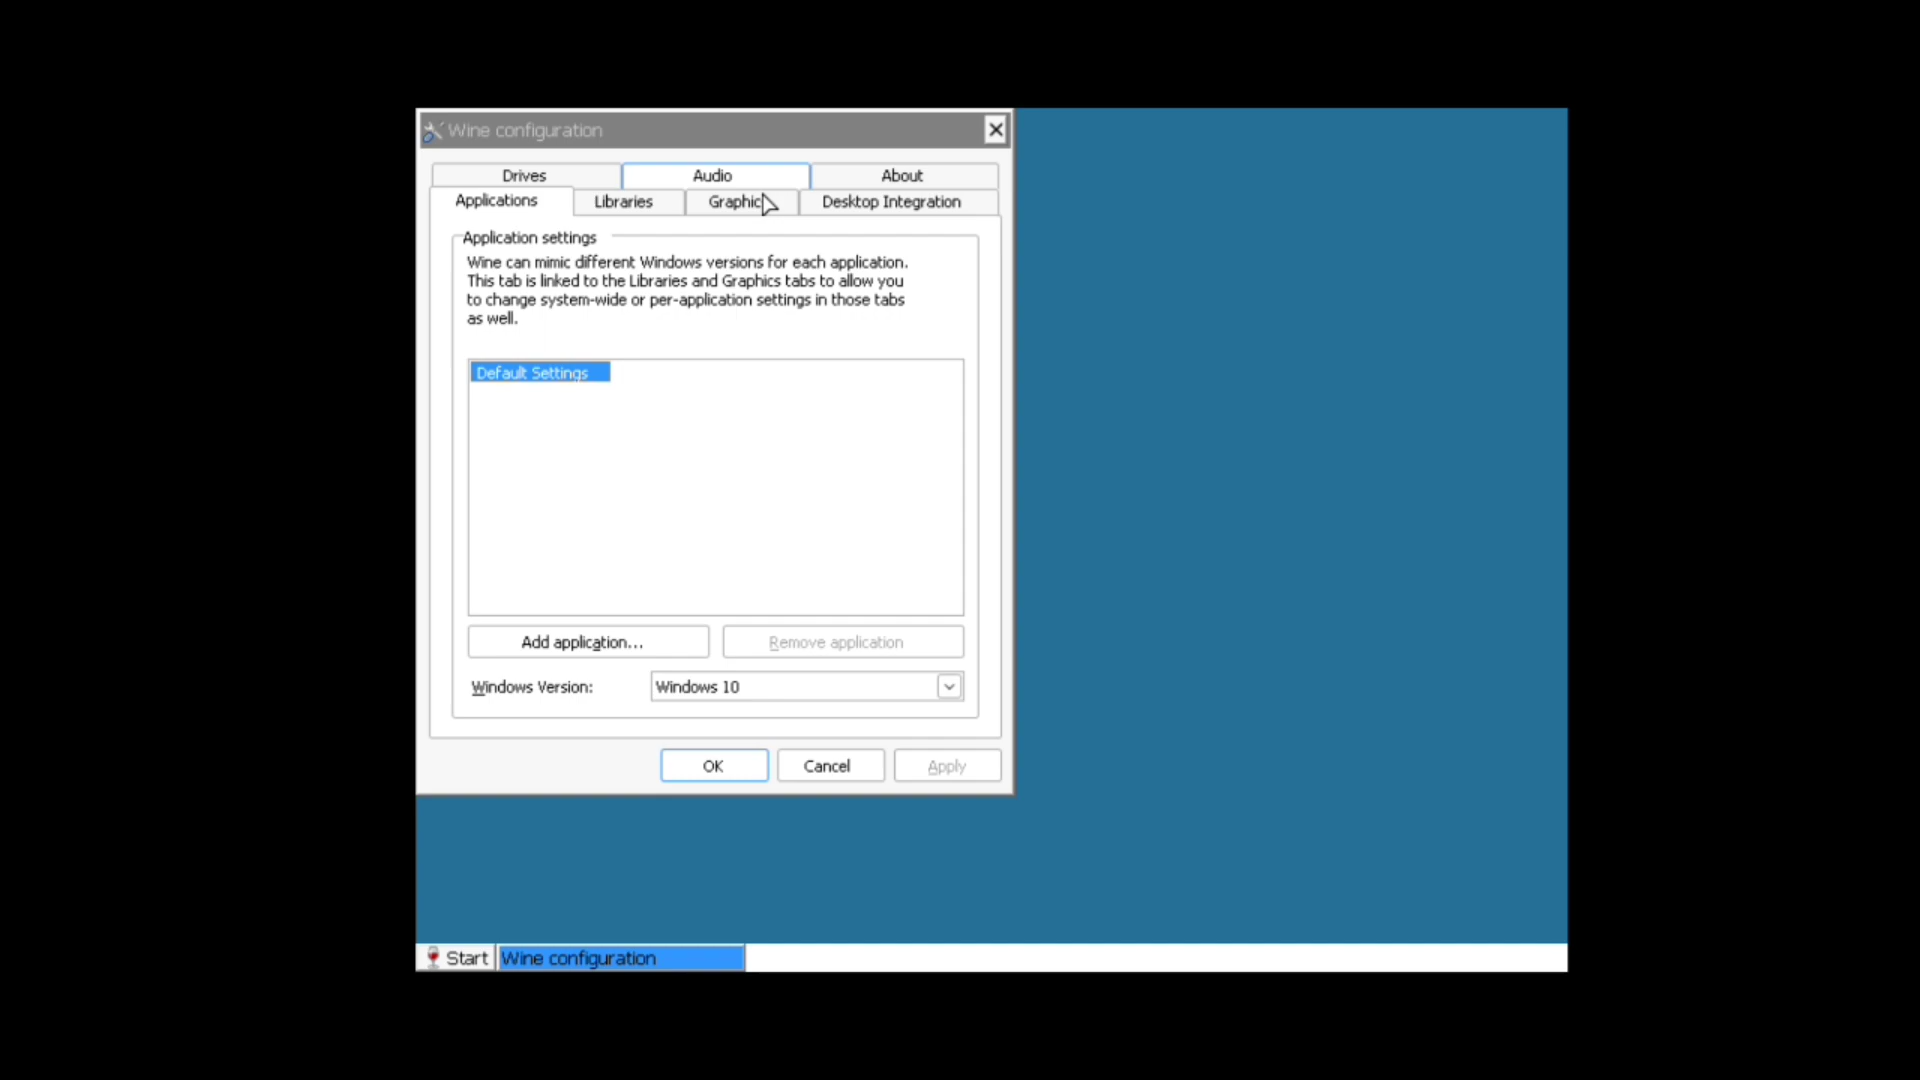 Wine configuration
Drives Audio About
Applications Libraries Graphic Desktop Integration
Application settings
Wine can mimic different Windows versions for each application.
This tab is linked to the Libraries and Graphics tabs to allow you
to change system-wide or per-application settings in those tabs
as well.
Default Settings
Add application... Remove application
Windows Version: Windows 10
OK Cancel Apply
Start Wine configuration